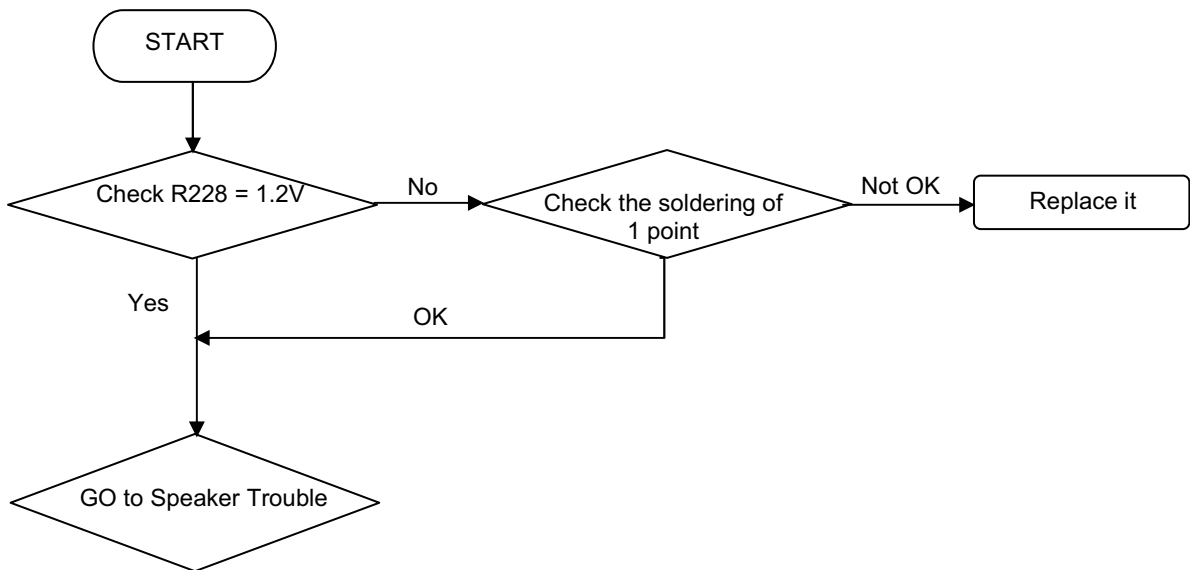 START
Check R228 = 1.2V
No
Check the soldering of
1 point
Not OK
Replace it
Yes
OK
GO to Speaker Trouble